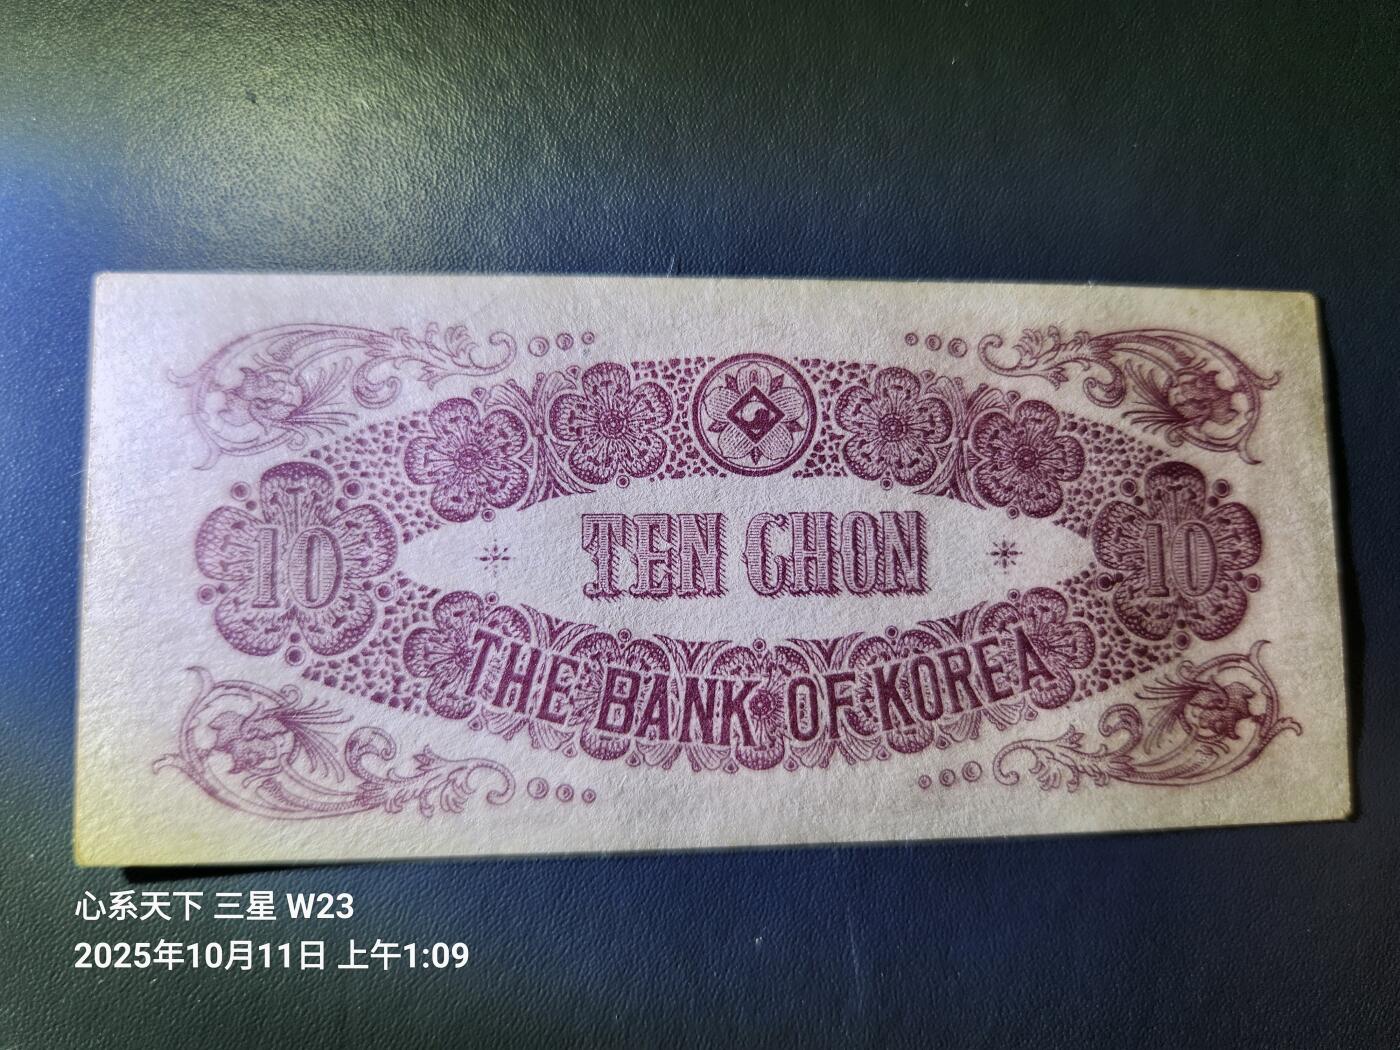 10
TEN CHON
10
THE BANK OF KOREA
心系天下 三星 W23
2025年10月11日 上午1:09